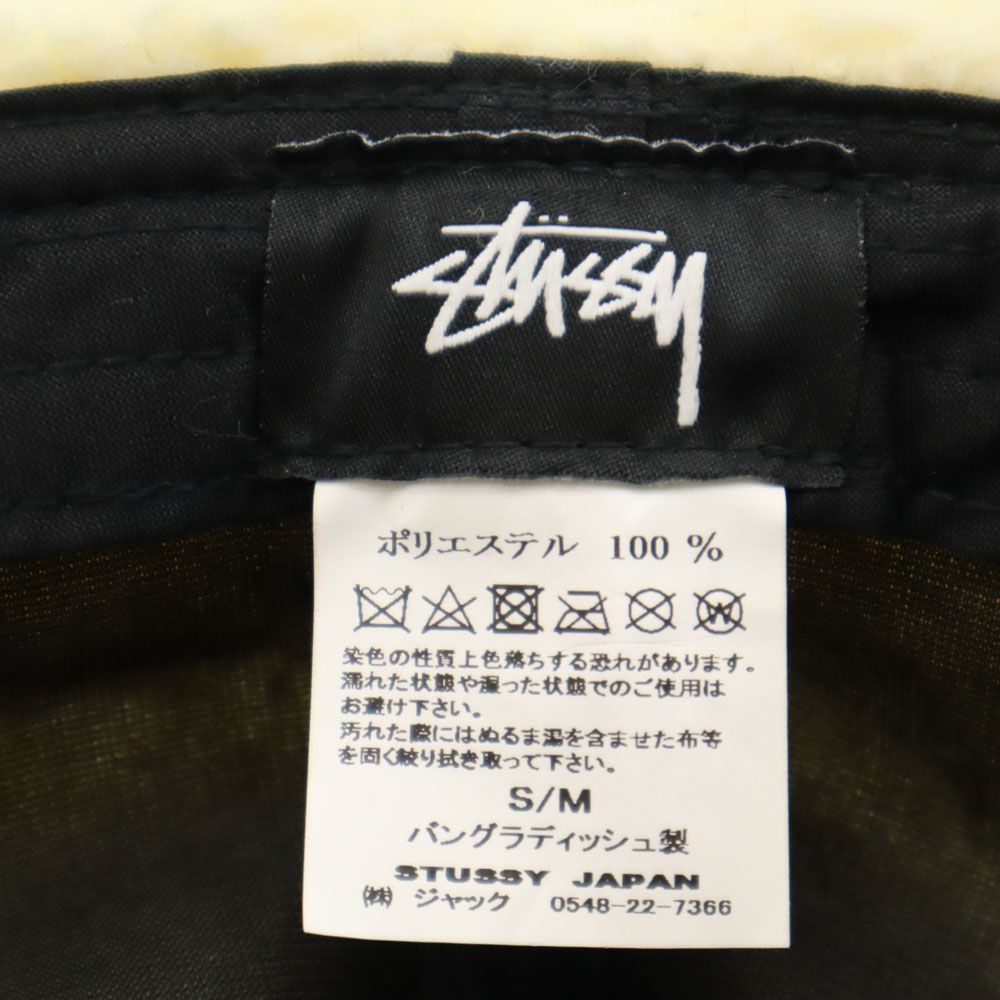 Stüssy
ポリエステル 100 %
染色の性質上色落ちする恐れがあります。
濡れた状態や湿った状態でのご使用は
お避け下さい。
汚れた際にはぬるま湯を含ませた布等
を固く絞り拭き取って下さい。
S/M
バングラディッシュ製
STUSSY JAPAN
㈱ ジャック 0548-22-7366